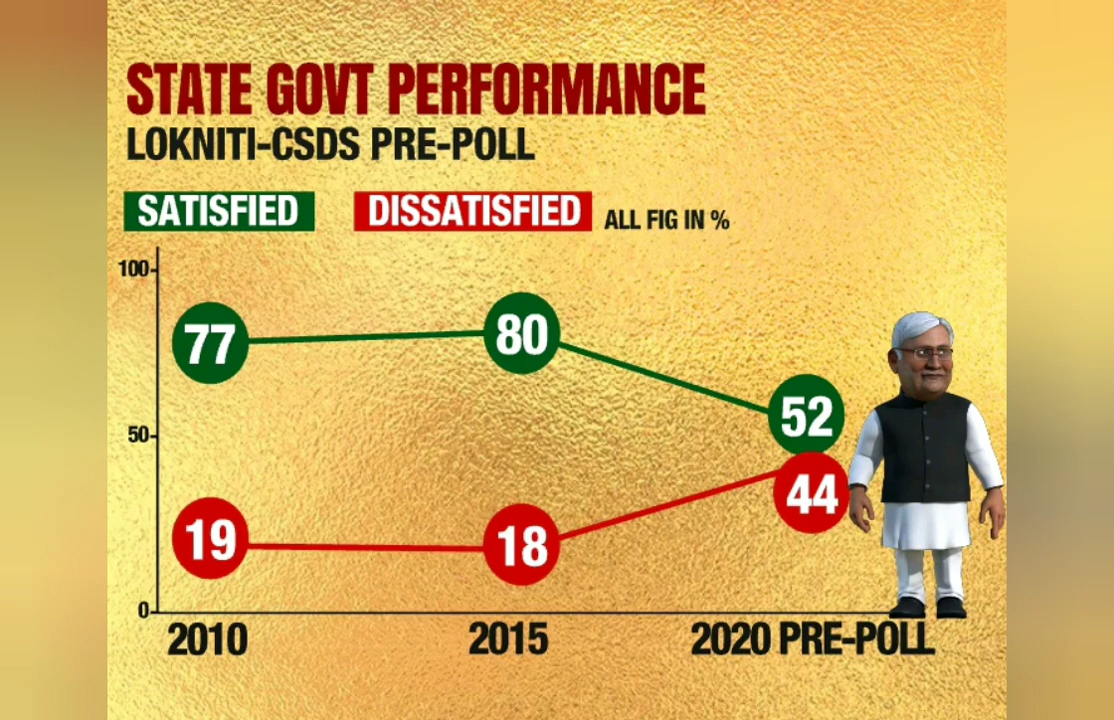 STATE GOVT PERFORMANCE
LOKNITI-CSDS PRE-POLL
SATISFIED DISSATISFIED ALL FIG IN %
100
77 80
50
52
44
19 18
0
2010 2015 2020 PRE-POLL